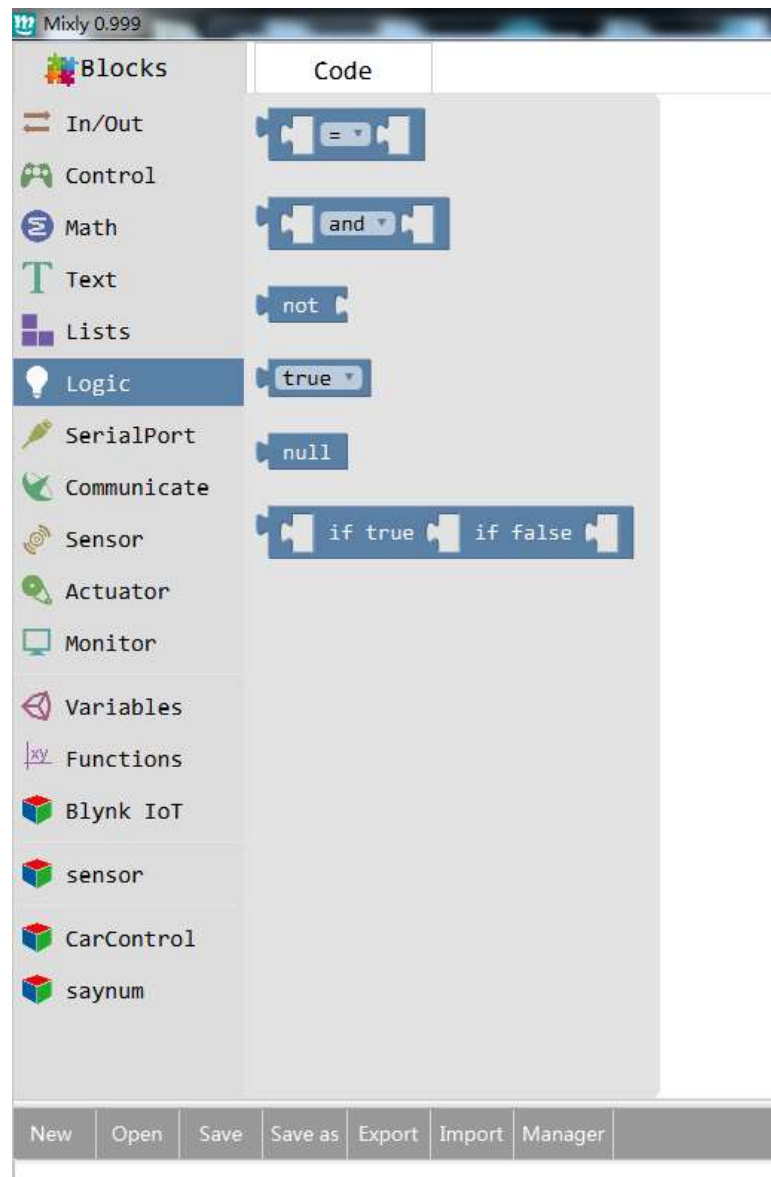 Mixly 0.999
Blocks
Code
In/Out
Control
Math
Text
Lists
Logic
SerialPort
Communicate
Sensor
Actuator
Monitor
Variables
xy
Functions
Blynk IoT
sensor
CarControl
saynum
=
and
not
true
null
if true if false
New Open Save Save as Export Import Manager